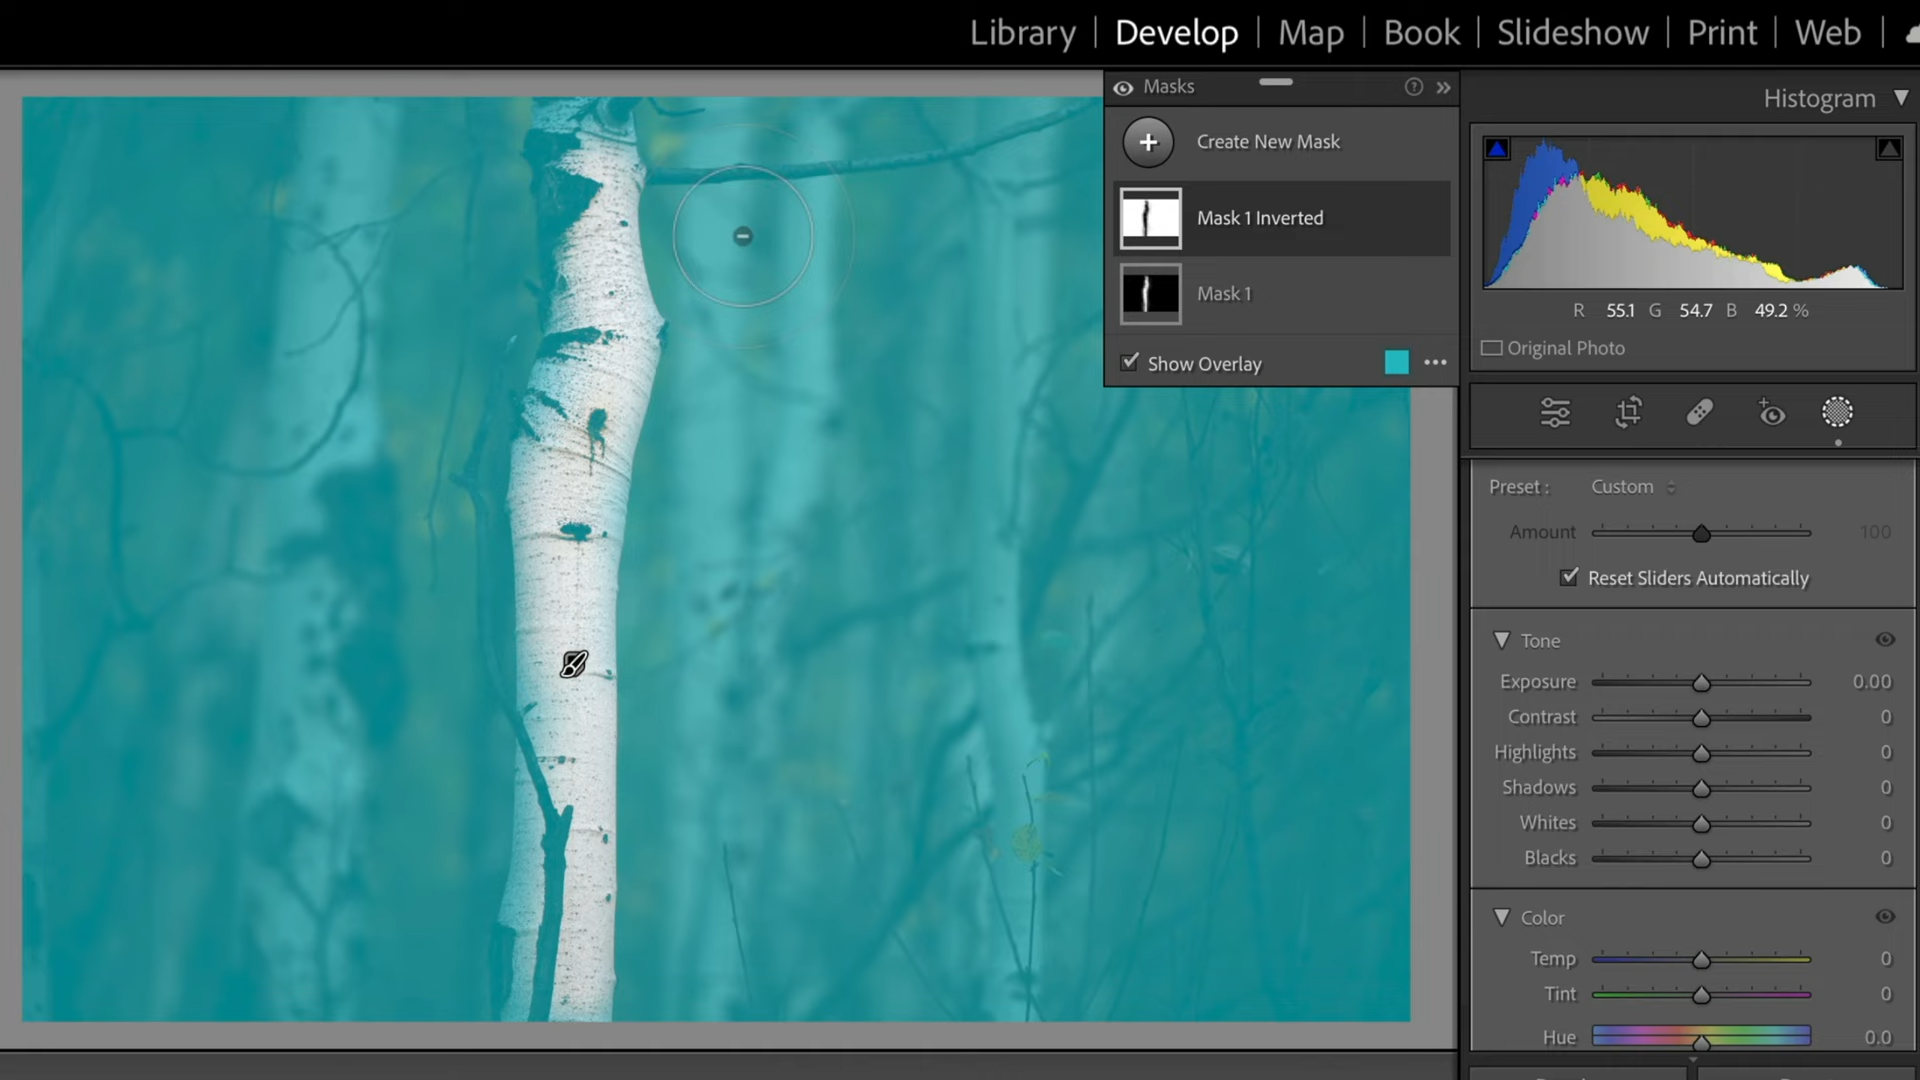 Library | Develop | Map | Book | Slideshow | Print | Web |
Masks
Create New Mask
Mask 1 Inverted
Mask 1
Show Overlay
Histogram
R 55.1 G 54.7 B 49.2 %
Original Photo
Preset : Custom
Amount 100
Reset Sliders Automatically
Tone
Exposure 0.00
Contrast 0
Highlights 0
Shadows 0
Whites 0
Blacks 0
Color
Temp 0
Tint 0
Hue 0.0